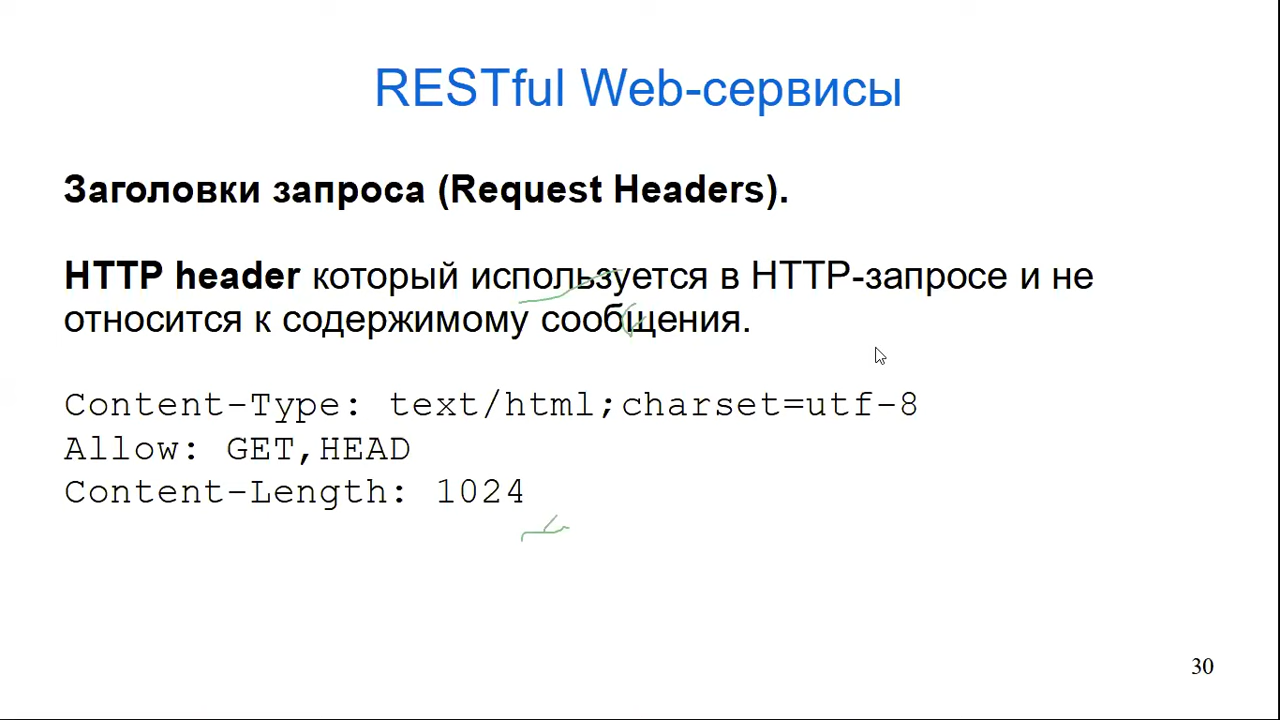 RESTful Web-сервисы
Заголовки запроса (Request Headers).
HTTP header который используется в HTTP-запросе и не
относится к содержимому сообщения.
Content-Type: text/html;charset=utf-8
Allow: GET,HEAD
Content-Length: 1024
30